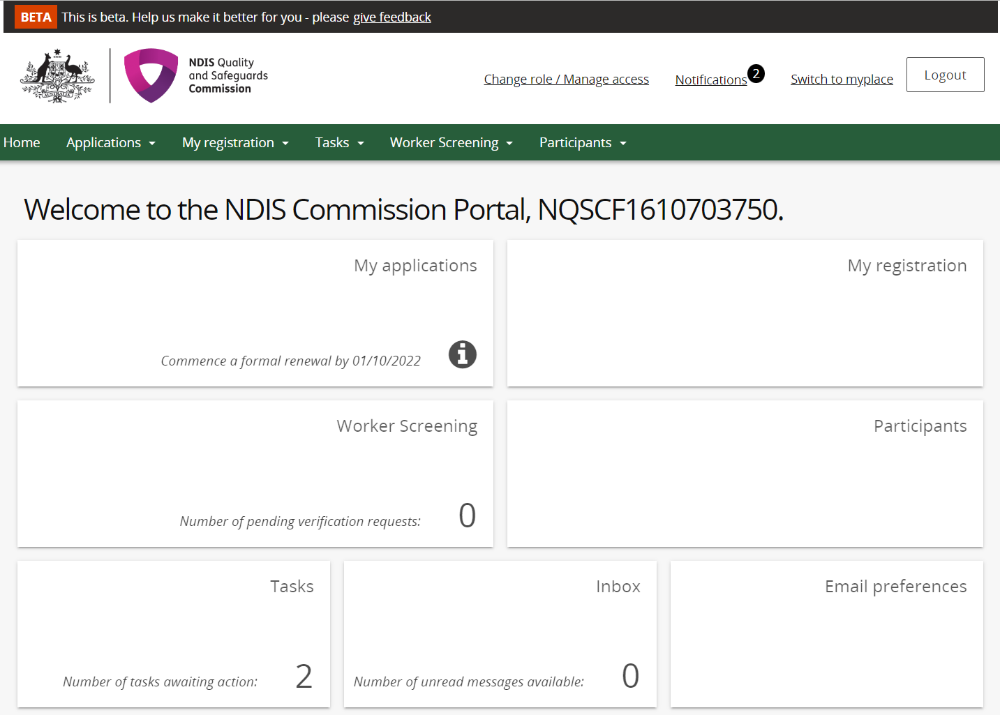 BETA This is beta. Help us make it better for you - please give feedback
AUSTRALIA
NDIS Quality
and Safeguards
Commission
Change role / Manage access
Notifications 2
Switch to myplace
Logout
Home Applications My registration Tasks Worker Screening Participants
Welcome to the NDIS Commission Portal, NQSCF1610703750.
My applications
Commence a formal renewal by 01/10/2022
My registration
Worker Screening
Number of pending verification requests: 0
Participants
Tasks
Number of tasks awaiting action: 2
Inbox
Number of unread messages available: 0
Email preferences